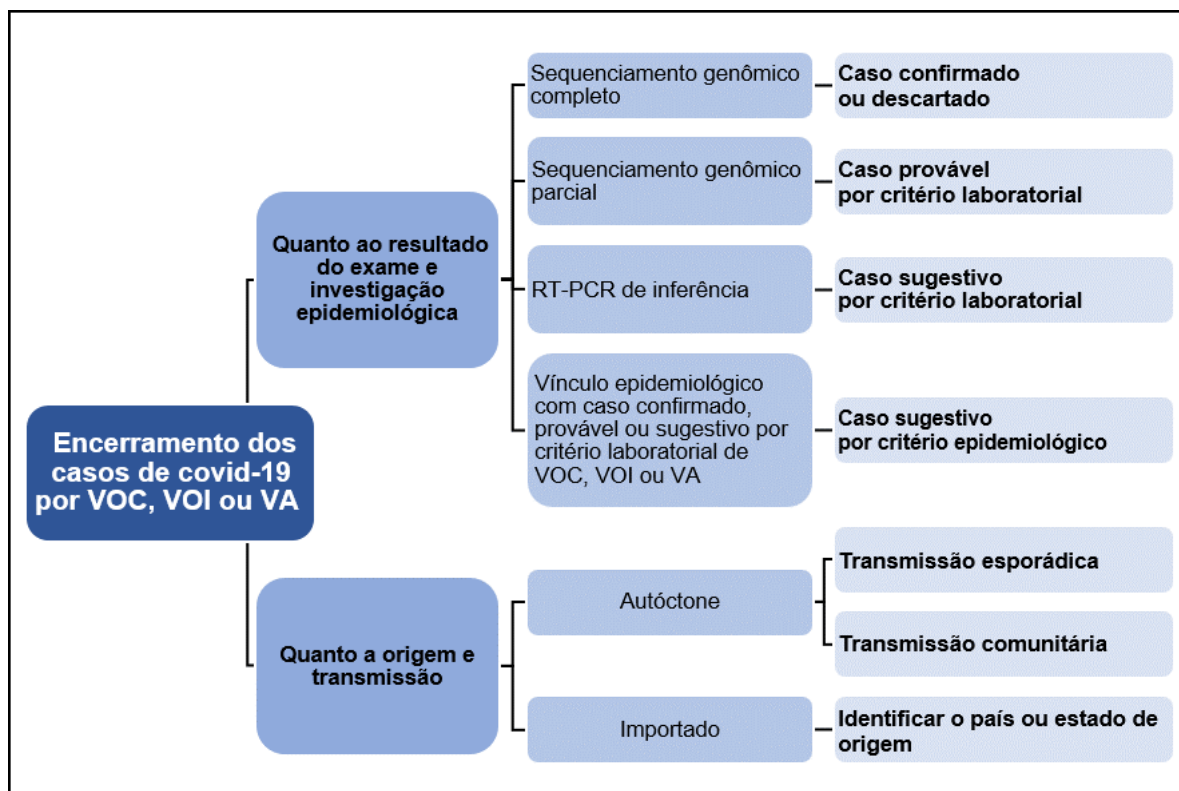 Encerramento dos
casos de covid-19
por VOC, VOI ou VA
Quanto ao resultado
do exame e
investigação
epidemiológica
Sequenciamento genômico
completo
Caso confirmado
ou descartado
Sequenciamento genômico
parcial
Caso provável
por critério laboratorial
RT-PCR de inferência
Caso sugestivo
por critério laboratorial
Vínculo epidemiológico
com caso confirmado,
provável ou sugestivo por
critério laboratorial de
VOC, VOI ou VA
Caso sugestivo
por critério epidemiológico
Quanto a origem e
transmissão
Autóctone
Transmissão esporádica
Transmissão comunitária
Importado
Identificar o país ou estado de
origem